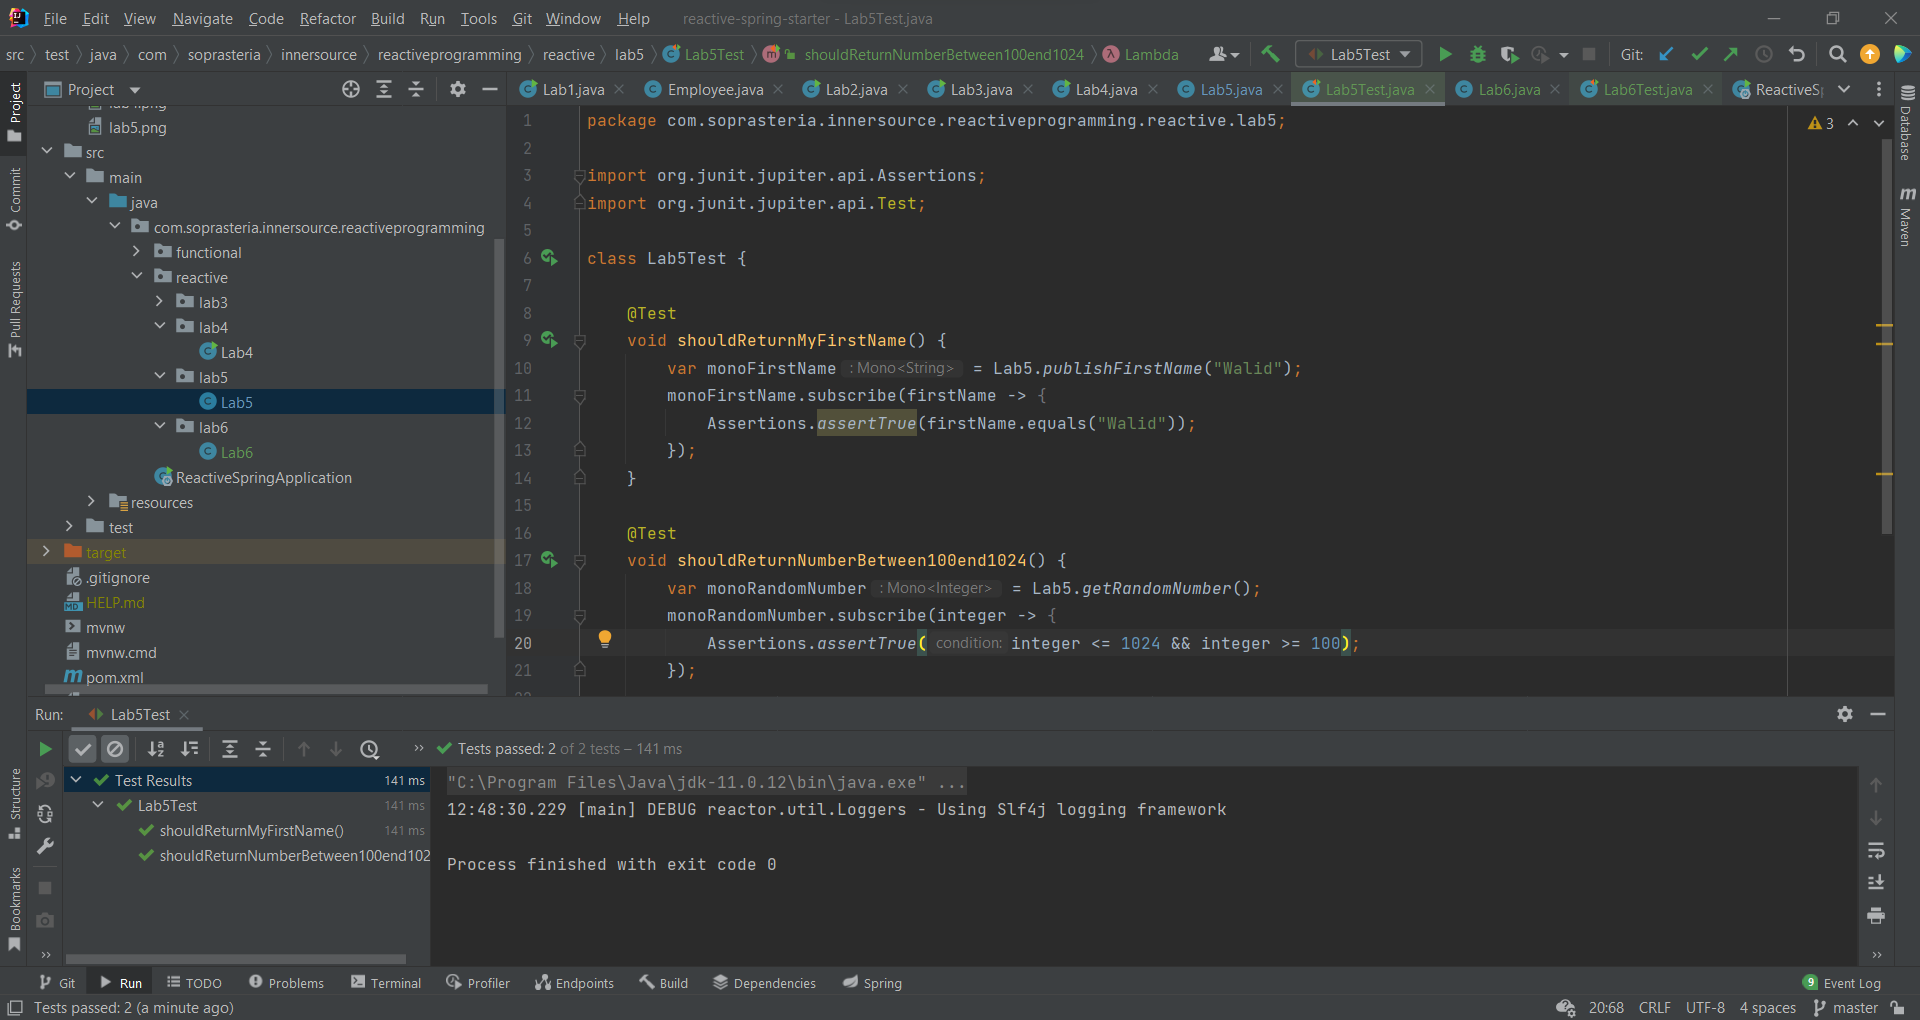 File Edit View Navigate Code Refactor Build Run Tools Git Window Help reactive-spring-starter - Lab5Test.java
src test java com soprasteria innersource reactiveprogramming reactive lab5 Lab5Test shouldReturnNumberBetween100end1024 Lambda Lab5Test Git:
Project
Lab1.java Employee.java Lab2.java Lab3.java Lab4.java Lab5.java Lab5Test.java Lab6.java Lab6Test.java ReactiveSp
Project
Commit
Pull Requests
Structure
Bookmarks
lab5.png
src
main
java
com.soprasteria.innersource.reactiveprogramming
functional
reactive
lab3
lab4
Lab4
lab5
Lab5
lab6
Lab6
ReactiveSpringApplication
resources
test
target
.gitignore
HELP.md
mvnw
mvnw.cmd
pom.xml
3
Database
Maven
1 package com.soprasteria.innersource.reactiveprogramming.reactive.lab5;
2
3 import org.junit.jupiter.api.Assertions;
4 import org.junit.jupiter.api.Test;
5
6 class Lab5Test {
7
8 @Test
9 void shouldReturnMyFirstName() {
10 var monoFirstName : Mono<String> = Lab5.publishFirstName("Walid");
11 monoFirstName.subscribe(firstName -> {
12 Assertions.assertTrue(firstName.equals("Walid"));
13 });
14 }
15
16 @Test
17 void shouldReturnNumberBetween100end1024() {
18 var monoRandomNumber : Mono<Integer> = Lab5.getRandomNumber();
19 monoRandomNumber.subscribe(integer -> {
20 Assertions.assertTrue( condition: integer <= 1024 && integer >= 100);
21 });
Run: Lab5Test
Tests passed: 2 of 2 tests – 141 ms
Test Results 141 ms
Lab5Test 141 ms
shouldReturnMyFirstName() 141 ms
shouldReturnNumberBetween100end102
"C:\Program Files\Java\jdk-11.0.12\bin\java.exe" ...
12:48:30.229 [main] DEBUG reactor.util.Loggers - Using Slf4j logging framework
Process finished with exit code 0
Git Run TODO Problems Terminal Profiler Endpoints Build Dependencies Spring 9 Event Log
Tests passed: 2 (a minute ago) 20:68 CRLF UTF-8 4 spaces master